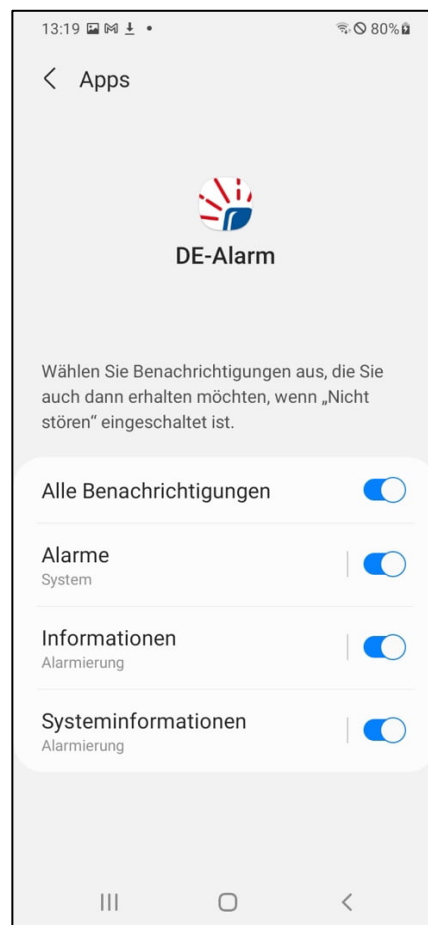 13:19 80%
Apps
DE-Alarm
Wählen Sie Benachrichtigungen aus, die Sie
auch dann erhalten möchten, wenn „Nicht
stören“ eingeschaltet ist.
Alle Benachrichtigungen
Alarme
System
Informationen
Alarmierung
Systeminformationen
Alarmierung